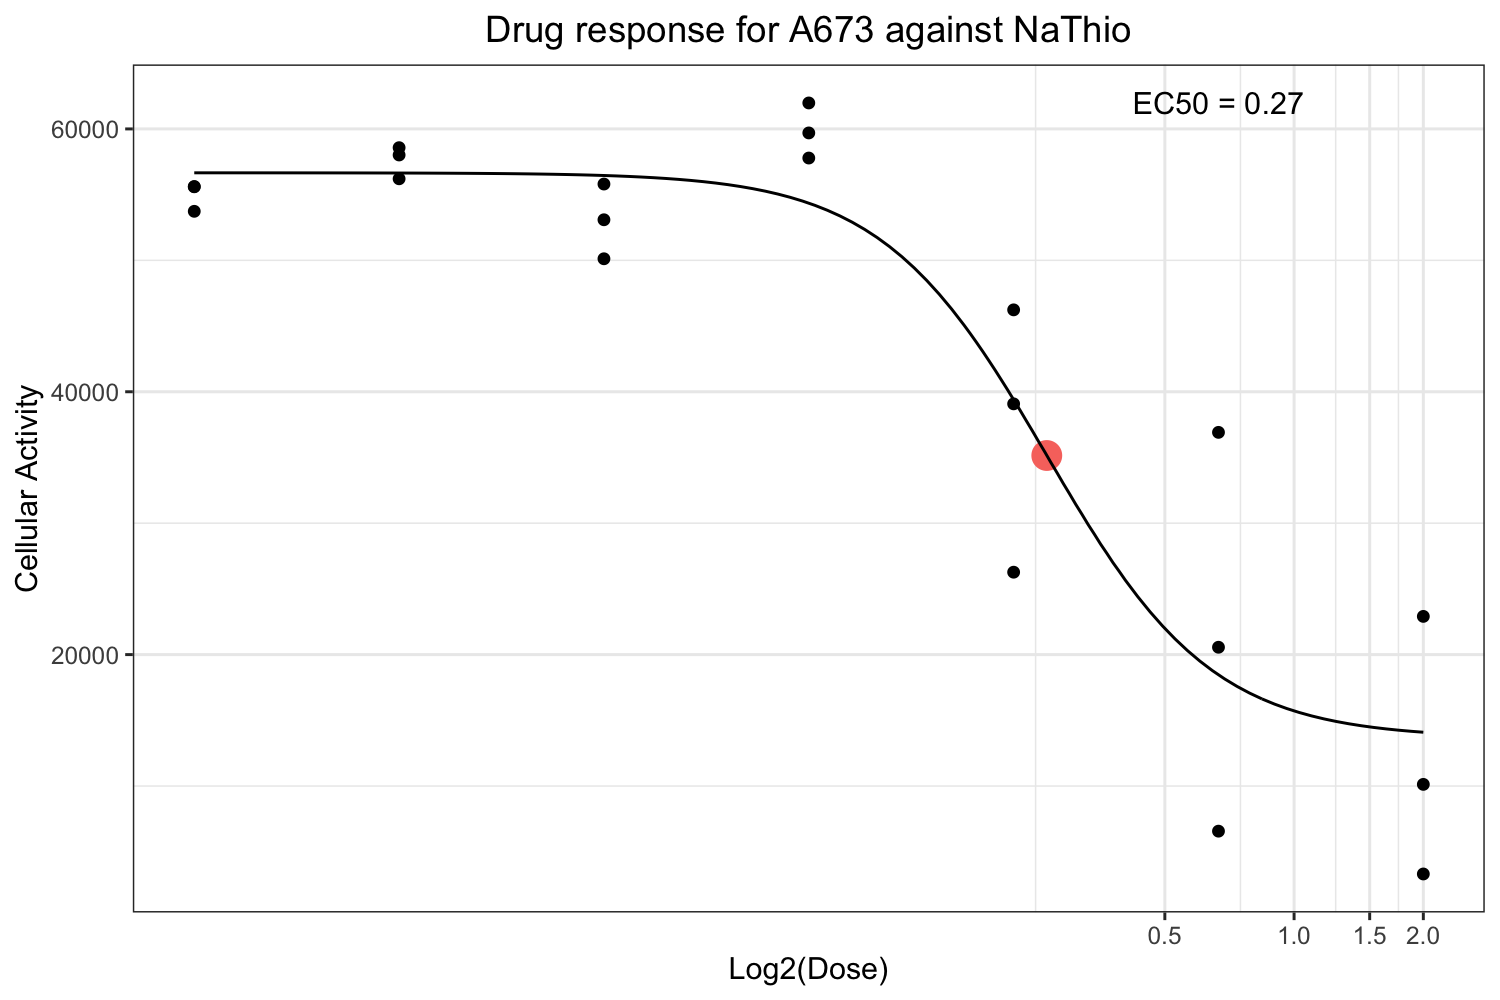 Drug response for A673 against NaThio
EC50 = 0.27
60000
40000
20000
Cellular Activity
0.5 1.0 1.5 2.0
Log2(Dose)